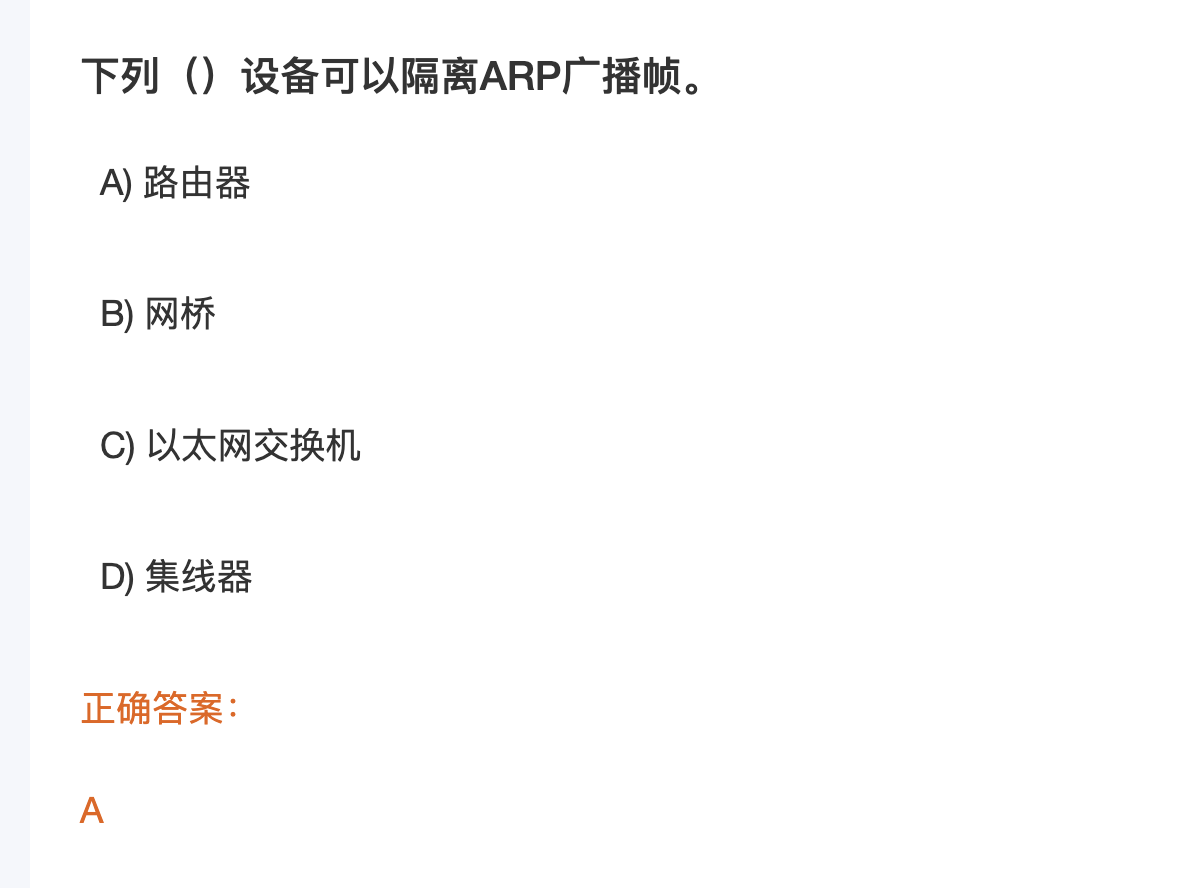 下列（）设备可以隔离ARP广播帧。
A) 路由器
B) 网桥
C) 以太网交换机
D) 集线器
正确答案：
A